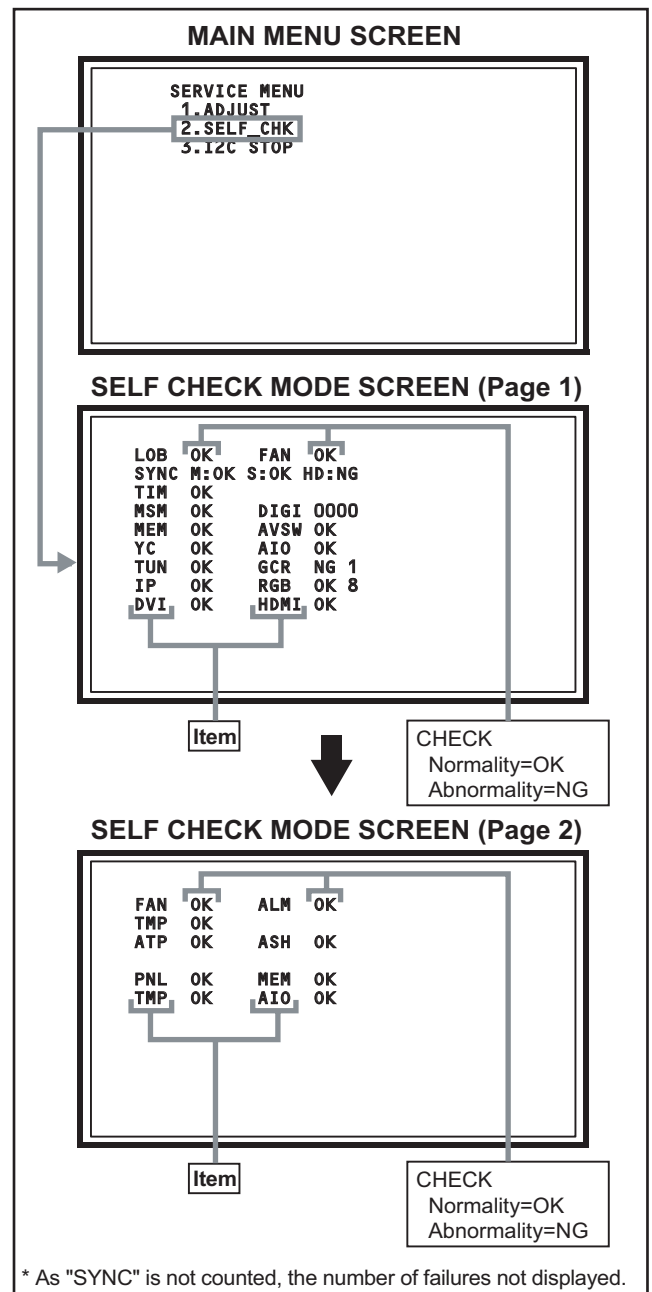 MAIN MENU SCREEN
SERVICE MENU
1.ADJUST
2.SELF_CHK
3.I2C STOP
SELF CHECK MODE SCREEN (Page 1)
LOB OK FAN OK
SYNC M:OK S:OK HD:NG
TIM OK
MSM OK DIGI 0000
MEM OK AVSW OK
YC OK AIO OK
TUN OK GCR NG 1
IP OK RGB OK 8
DVI OK HDMI OK
Item
CHECK
Normality=OK
Abnormality=NG
SELF CHECK MODE SCREEN (Page 2)
FAN OK ALM OK
TMP OK
ATP OK ASH OK
PNL OK MEM OK
TMP OK AIO OK
Item
CHECK
Normality=OK
Abnormality=NG
* As "SYNC" is not counted, the number of failures not displayed.